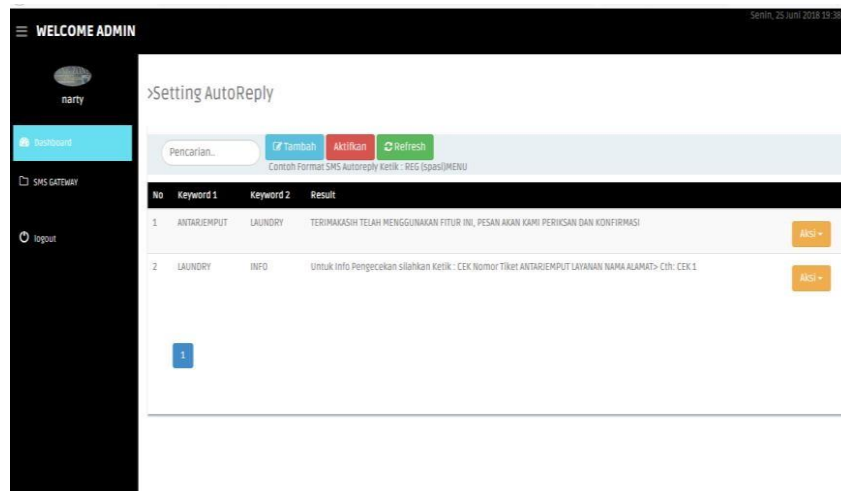 Senin, 25 Juni 2018 19:38
WELCOME ADMIN
narty
>Setting AutoReply
Dashboard
Pencarian..
Tambah
Aktifkan
Refresh
Contoh Format SMS Autoreply Ketik : REG (spasi)MENU
SMS GATEWAY
No Keyword 1 Keyword 2 Result
1 ANTARJEMPUT LAUNDRY TERIMAKASIH TELAH MENGGUNAKAN FITUR INI, PESAN AKAN KAMI PERIKSAN DAN KONFIRMASI
Aksi
logout
2 LAUNDRY INFO Untuk Info Pengecekan silahkan Ketik : CEK Nomor Tiket ANTARJEMPUT LAYANAN NAMA ALAMAT> Cth: CEK 1
Aksi
1